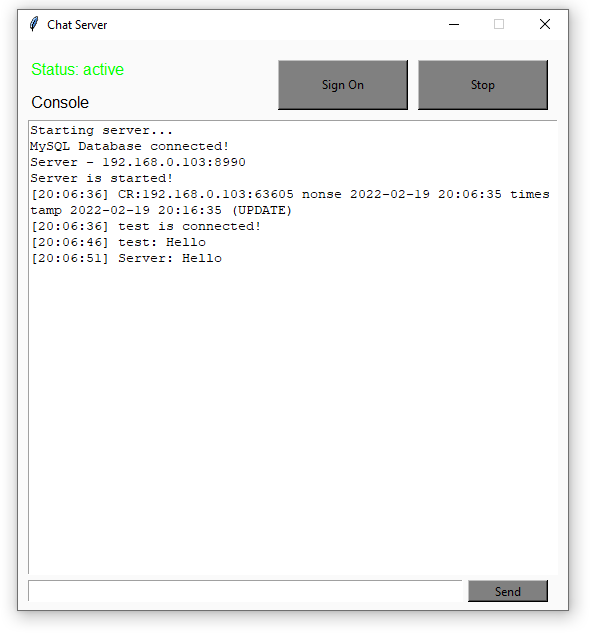 Chat Server
Status: active
Sign On
Stop
Console
Starting server...
MySQL Database connected!
Server - 192.168.0.103:8990
Server is started!
[20:06:36] CR:192.168.0.103:63605 nonse 2022-02-19 20:06:35 times
tamp 2022-02-19 20:16:35 (UPDATE)
[20:06:36] test is connected!
[20:06:46] test: Hello
[20:06:51] Server: Hello
Send